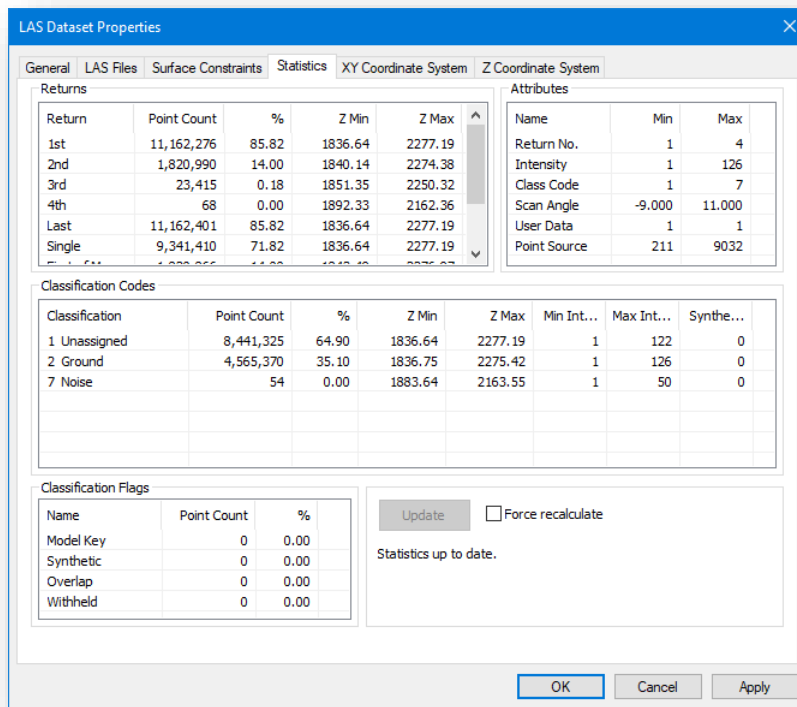 LAS Dataset Properties
General LAS Files Surface Constraints Statistics XY Coordinate System Z Coordinate System
Returns
Return Point Count % Z Min Z Max
1st 11,162,276 85.82 1836.64 2277.19
2nd 1,820,990 14.00 1840.14 2274.38
3rd 23,415 0.18 1851.35 2250.32
4th 68 0.00 1892.33 2162.36
Last 11,162,401 85.82 1836.64 2277.19
Single 9,341,410 71.82 1836.64 2277.19
Attributes
Name Min Max
Return No. 1 4
Intensity 1 126
Class Code 1 7
Scan Angle -9.000 11.000
User Data 1 1
Point Source 211 9032
Classification Codes
Classification Point Count % Z Min Z Max Min Int... Max Int... Synthe...
1 Unassigned 8,441,325 64.90 1836.64 2277.19 1 122 0
2 Ground 4,565,370 35.10 1836.75 2275.42 1 126 0
7 Noise 54 0.00 1883.64 2163.55 1 50 0
Classification Flags
Name Point Count %
Model Key 0 0.00
Synthetic 0 0.00
Overlap 0 0.00
Withheld 0 0.00
Update Force recalculate
Statistics up to date.
OK Cancel Apply